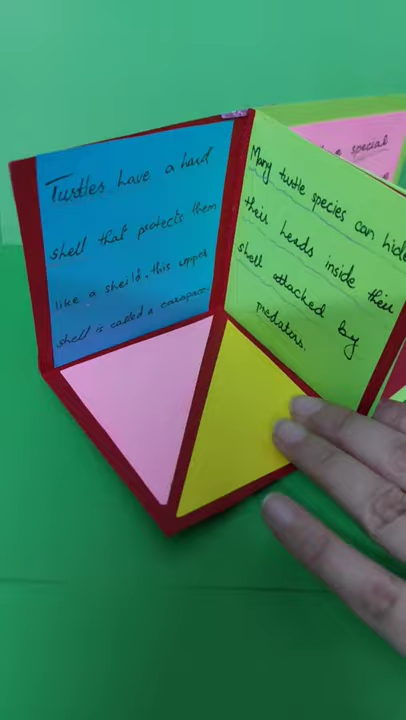 Turtles have a hard
shell that protects them
like a sheild. this upper
shell is called a carapace.
Many turtle species can hide
their heads inside their
shell attacked by
predators.
special